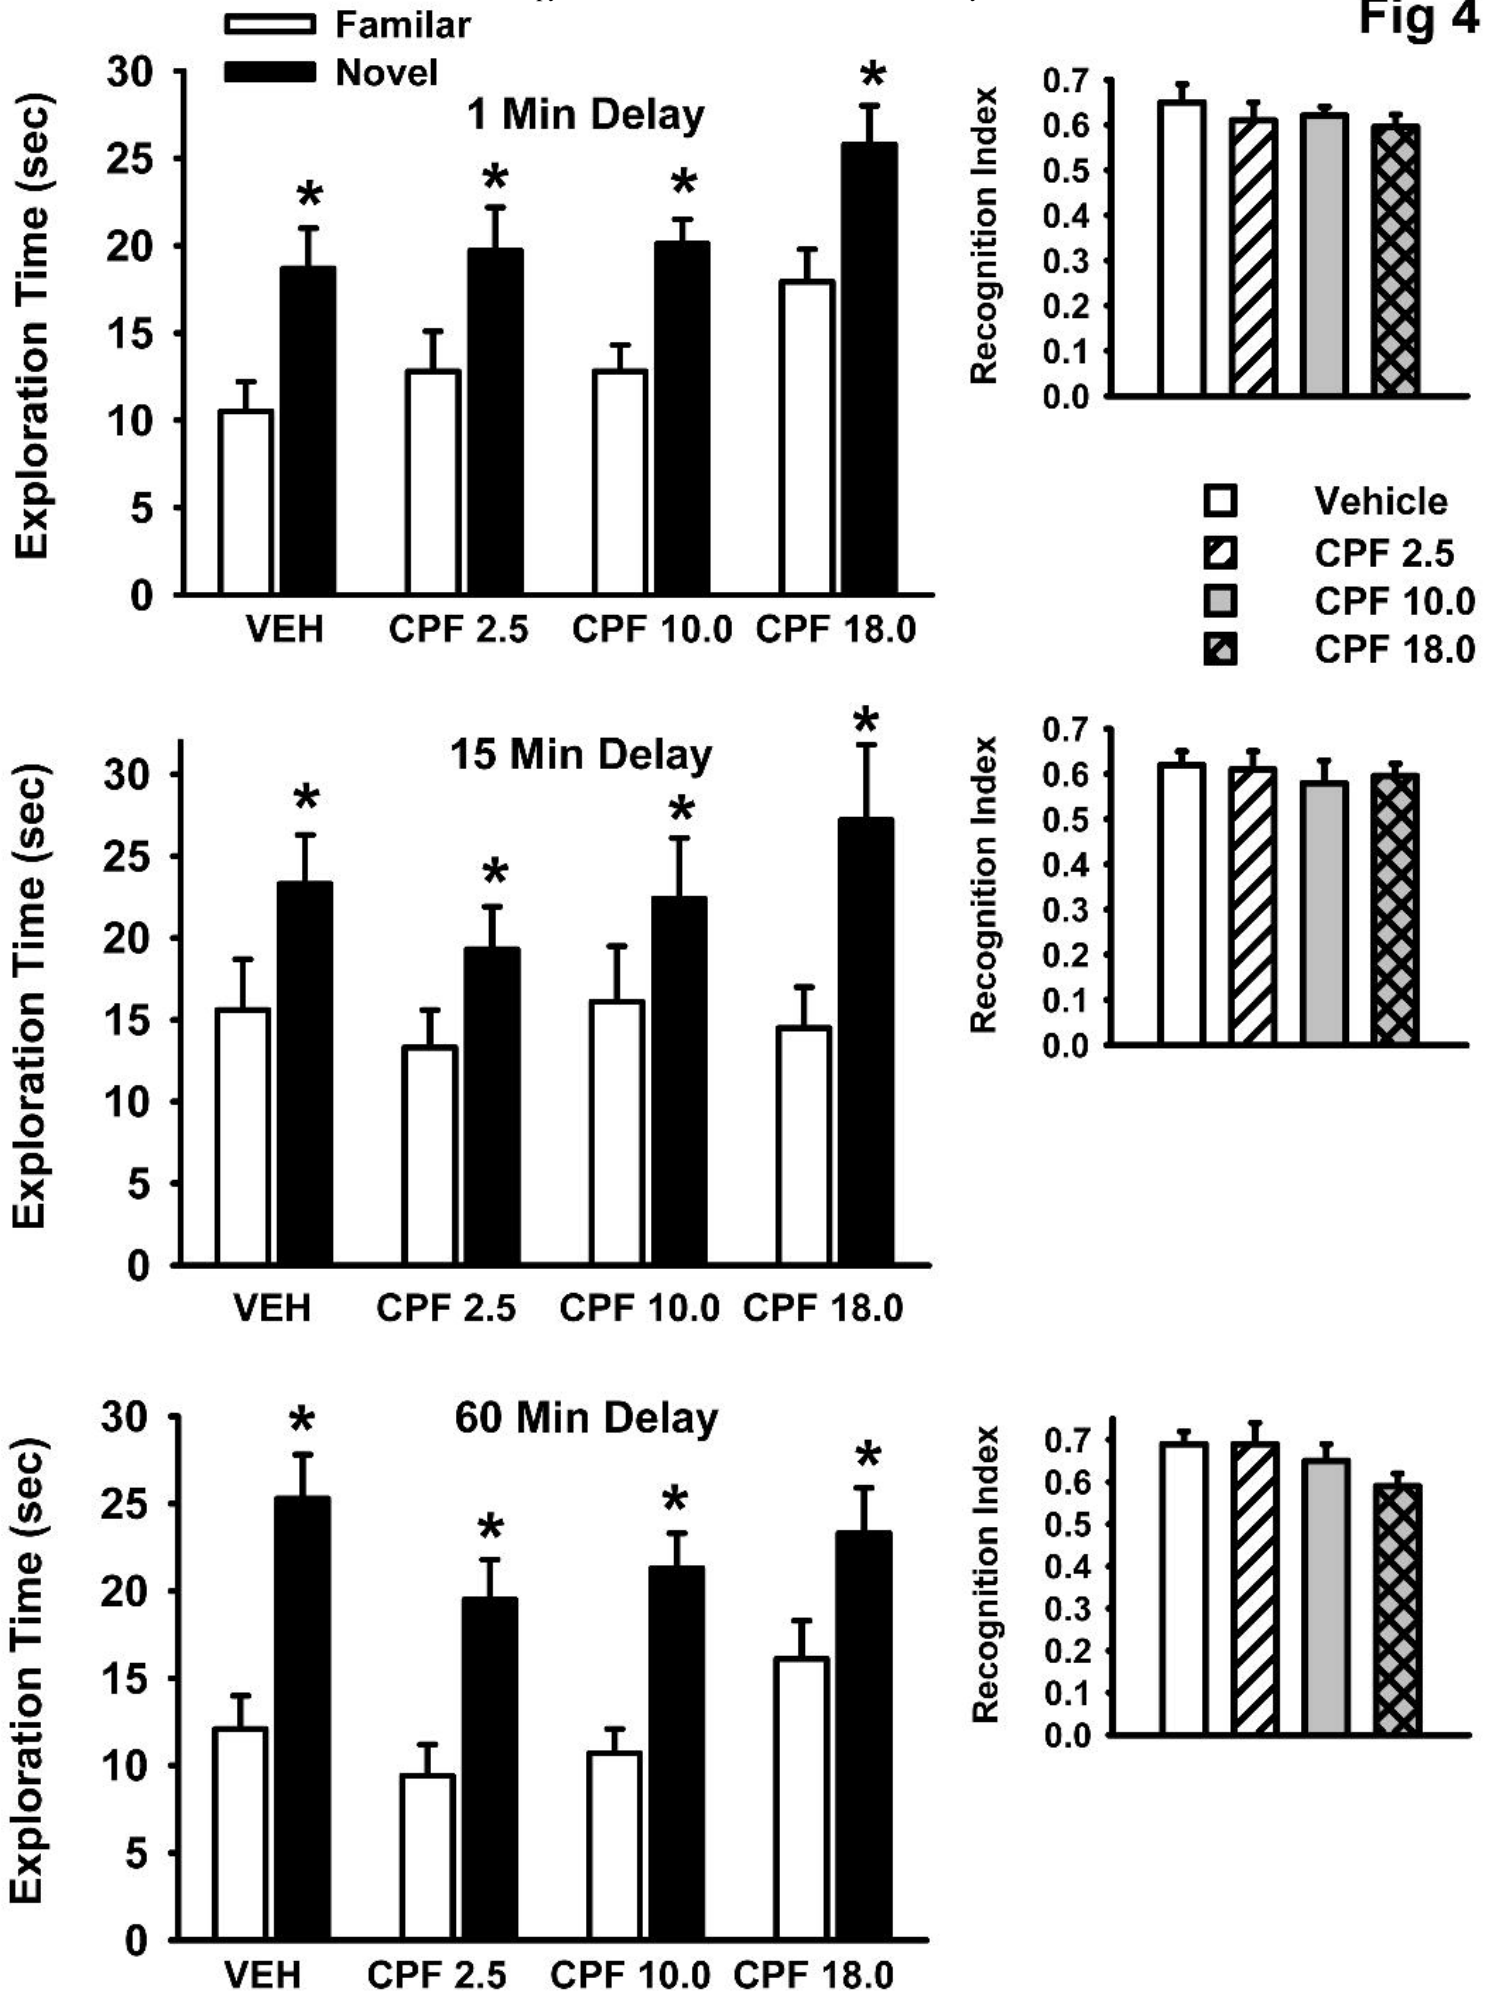 Fig 4
Familar
Novel
1 Min Delay
Exploration Time (sec)
30
25
20
15
10
5
0
* * * *
VEH CPF 2.5 CPF 10.0 CPF 18.0
Recognition Index
0.7
0.6
0.5
0.4
0.3
0.2
0.1
0.0
Vehicle
CPF 2.5
CPF 10.0
CPF 18.0
15 Min Delay
Exploration Time (sec)
30
25
20
15
10
5
0
* * * *
VEH CPF 2.5 CPF 10.0 CPF 18.0
Recognition Index
0.7
0.6
0.5
0.4
0.3
0.2
0.1
0.0
60 Min Delay
Exploration Time (sec)
30
25
20
15
10
5
0
* * * *
VEH CPF 2.5 CPF 10.0 CPF 18.0
Recognition Index
0.7
0.6
0.5
0.4
0.3
0.2
0.1
0.0